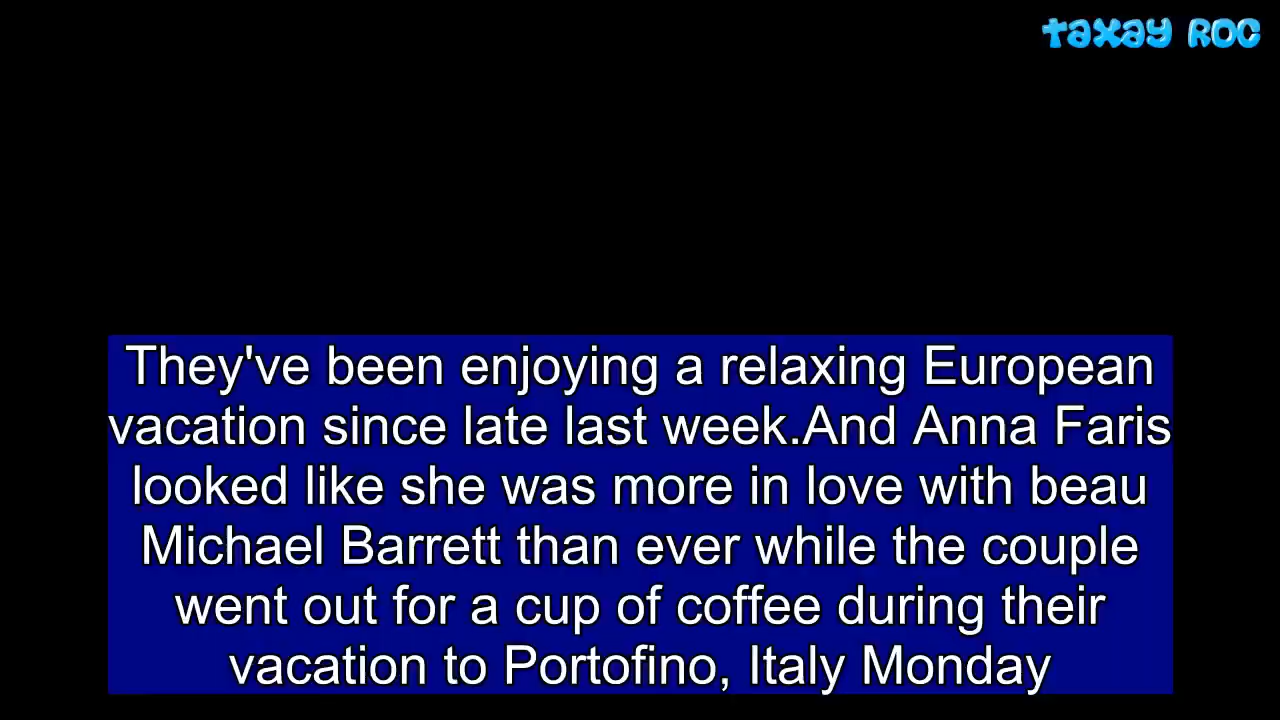 TAXAY ROC
They've been enjoying a relaxing European
vacation since late last week.And Anna Faris
looked like she was more in love with beau
Michael Barrett than ever while the couple
went out for a cup of coffee during their
vacation to Portofino, Italy Monday